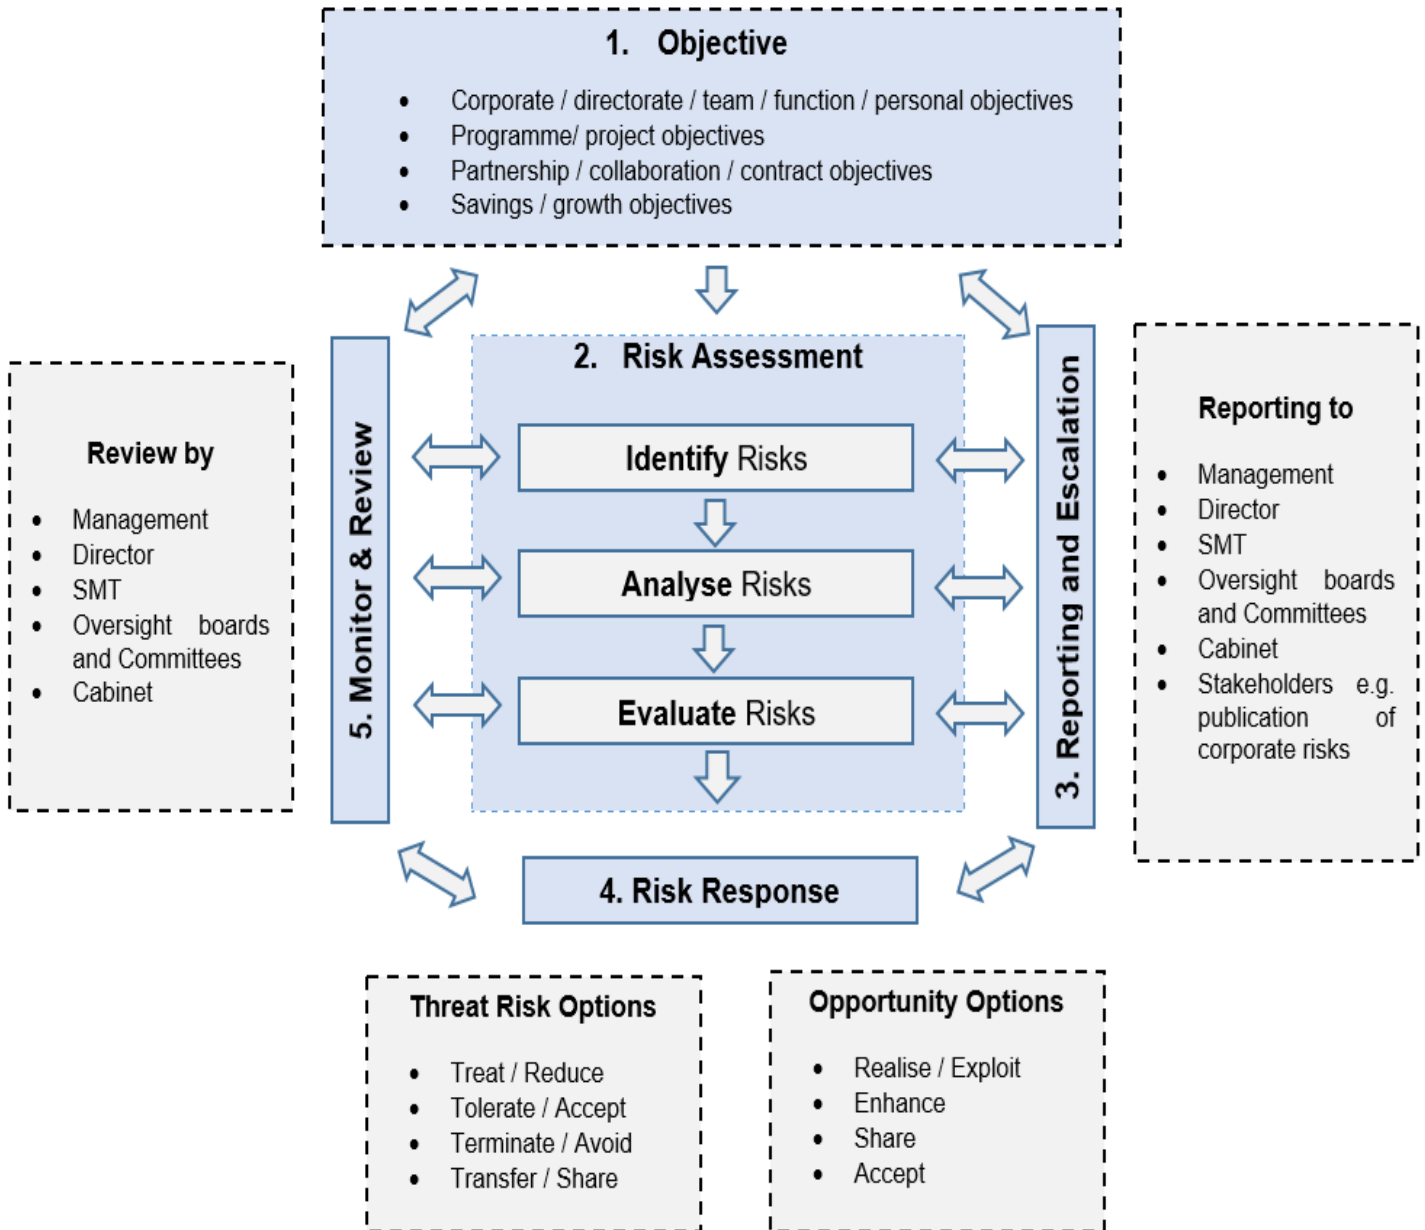 1. Objective
• Corporate / directorate / team / function / personal objectives
• Programme/ project objectives
• Partnership / collaboration / contract objectives
• Savings / growth objectives
Review by
• Management
• Director
• SMT
• Oversight boards
and Committees
• Cabinet
5. Monitor & Review
2. Risk Assessment
Identify Risks
Analyse Risks
Evaluate Risks
3. Reporting and Escalation
Reporting to
• Management
• Director
• SMT
• Oversight boards
and Committees
• Cabinet
• Stakeholders e.g.
publication of
corporate risks
4. Risk Response
Threat Risk Options
• Treat / Reduce
• Tolerate / Accept
• Terminate / Avoid
• Transfer / Share
Opportunity Options
• Realise / Exploit
• Enhance
• Share
• Accept